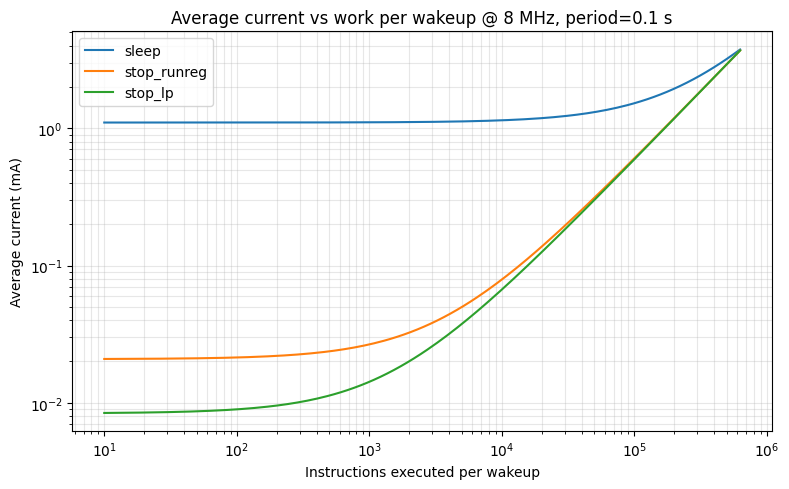 Average current vs work per wakeup @ 8 MHz, period=0.1 s
sleep
stop_runreg
stop_lp
Average current (mA)
10⁰
10⁻¹
10⁻²
10¹
10²
10³
10⁴
10⁵
10⁶
Instructions executed per wakeup